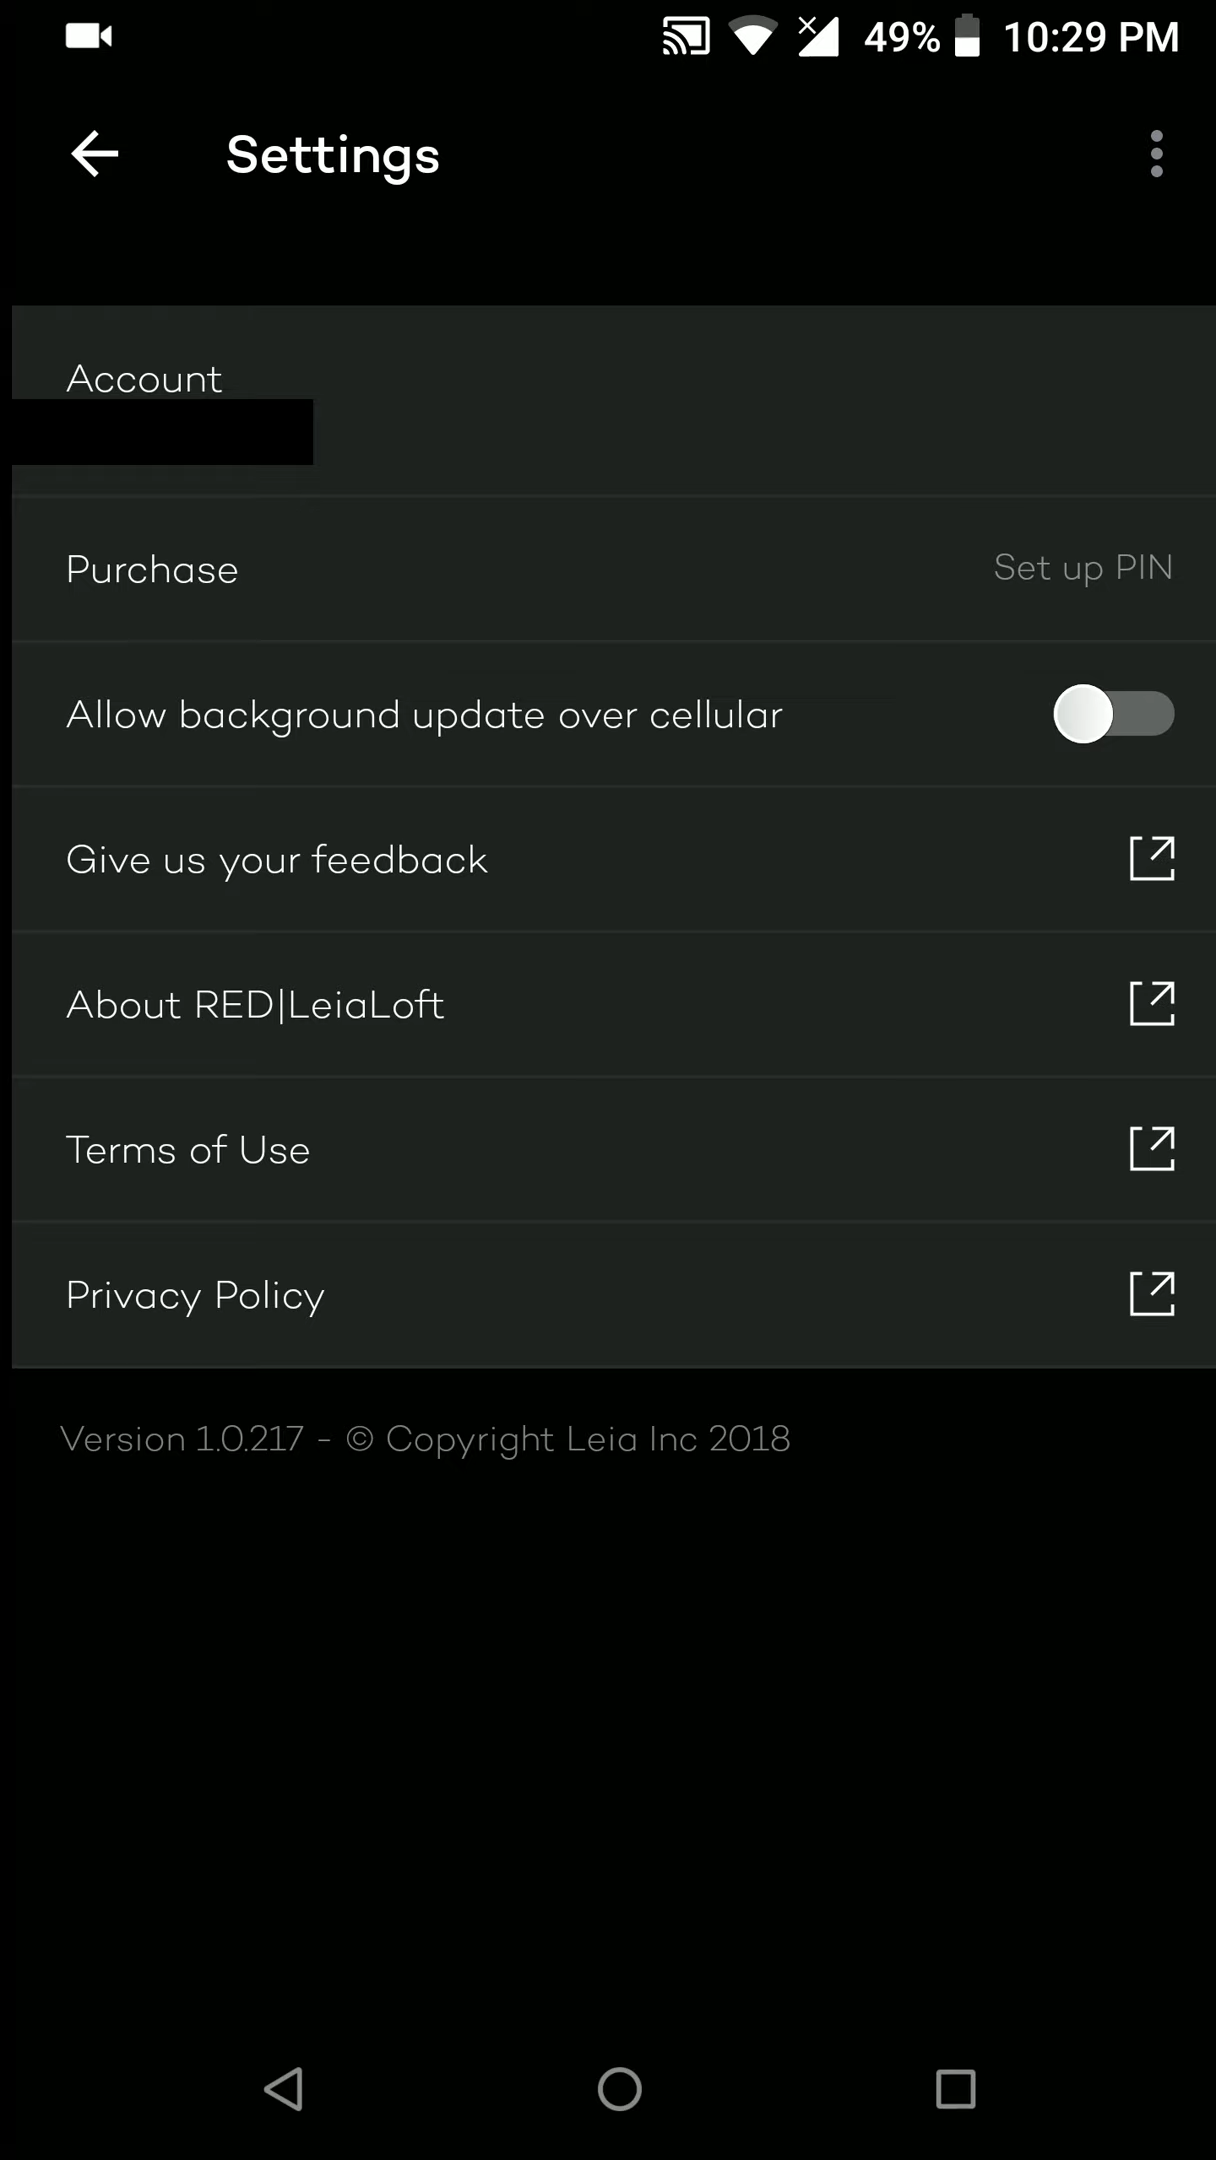 49% 10:29 PM
Settings
Account
Purchase Set up PIN
Allow background update over cellular
Give us your feedback
About RED|LeiaLoft
Terms of Use
Privacy Policy
Version 1.0.217 - © Copyright Leia Inc 2018